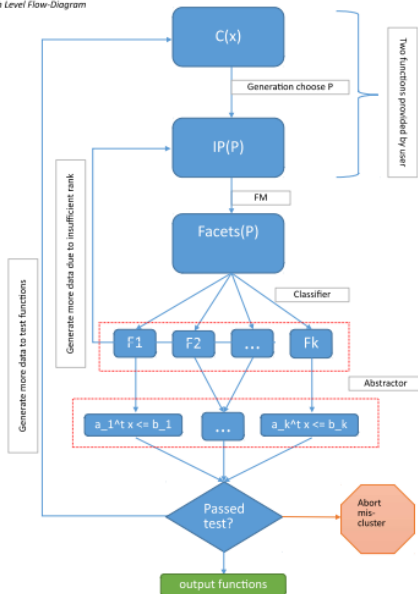 Level Flow-Diagram
C(x)
Generation choose P
Two functions provided by user
IP(P)
FM
Facets(P)
Generate more data due to insufficient rank
Generate more data to test functions
Classifier
F1
F2
...
Fk
Abstractor
a_1^t x <= b_1
...
a_k^t x <= b_k
Passed
test?
Abort
mis-
cluster
output functions